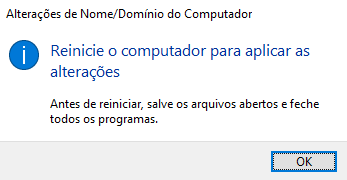 Alterações de Nome/Domínio do Computador
Reinicie o computador para aplicar as
alterações
Antes de reiniciar, salve os arquivos abertos e feche
todos os programas.
OK